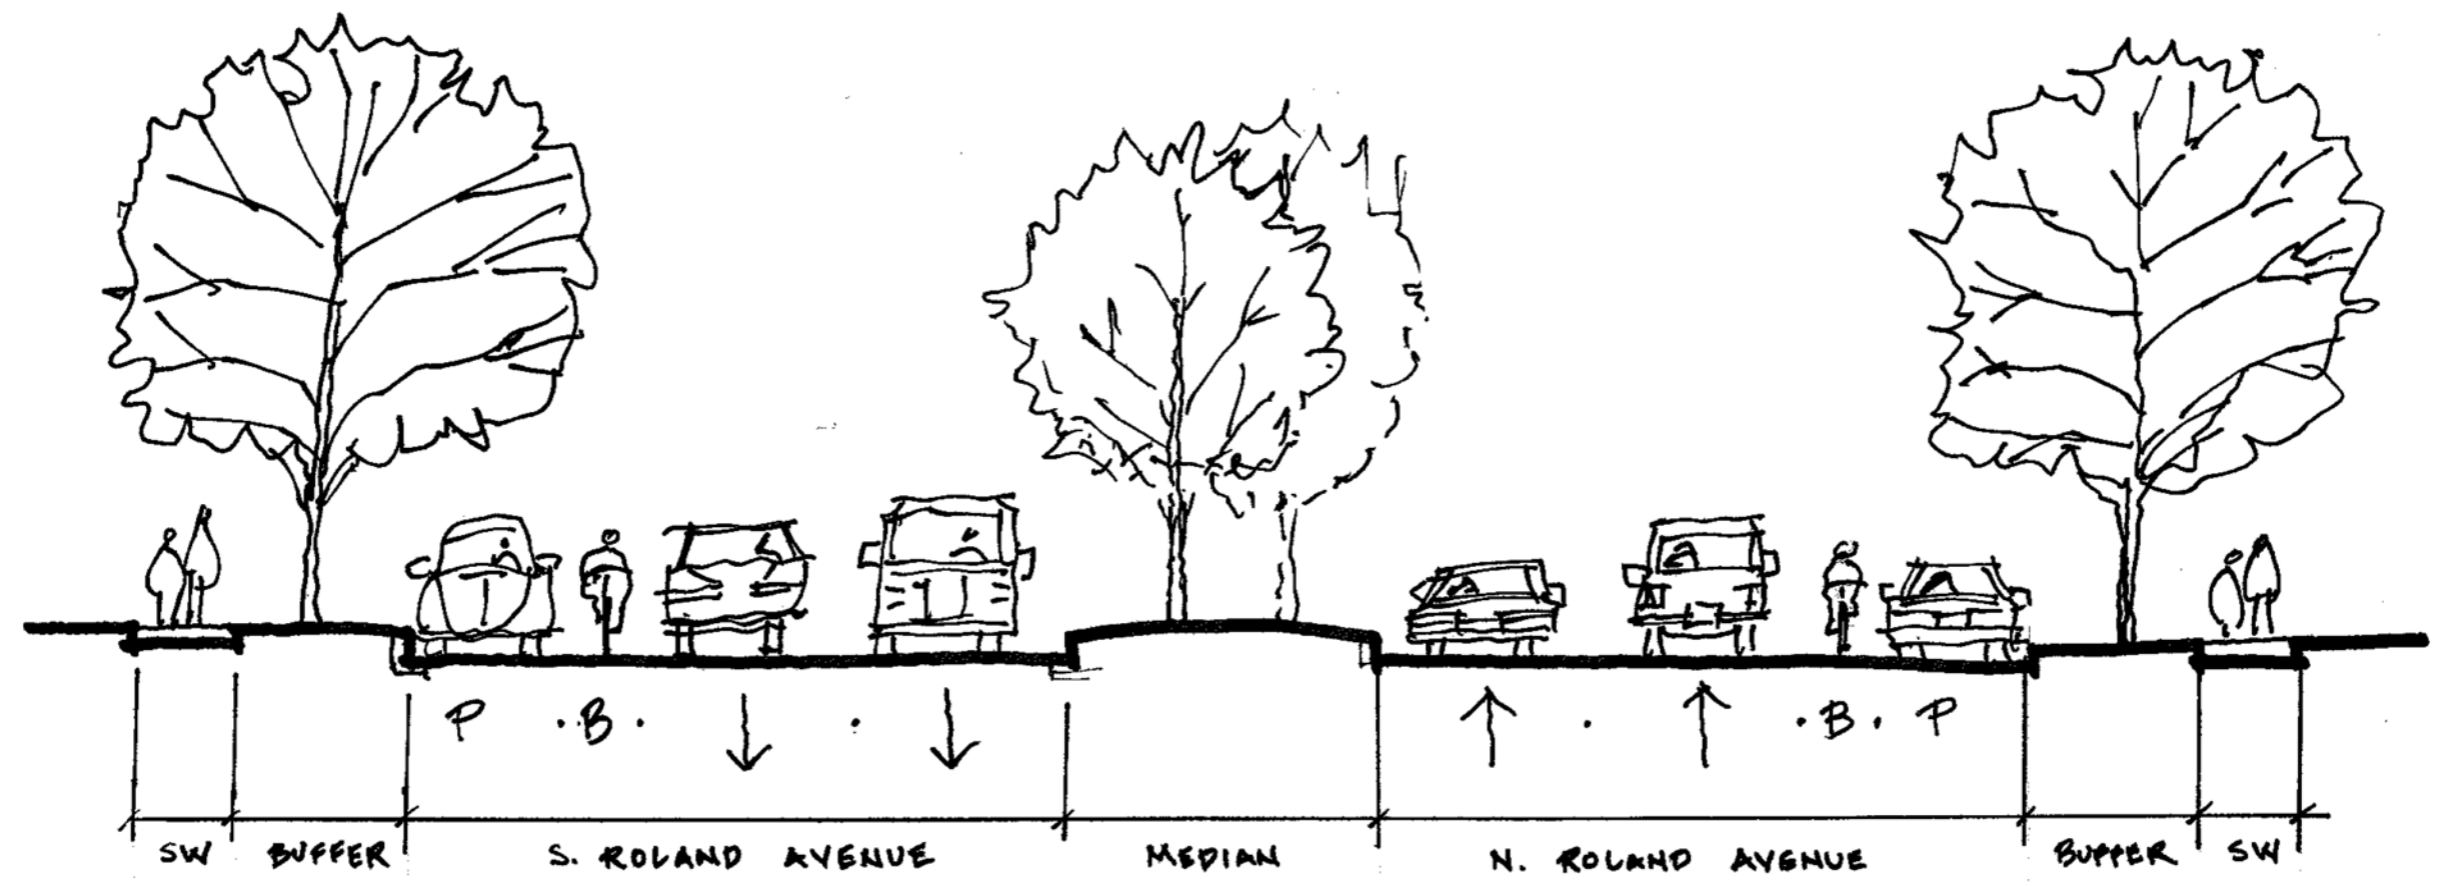 P .B. ↓ . ↓ ↑ . ↑ .B. P
SW BUFFER S. ROLAND AVENUE MEDIAN N. ROLAND AVENUE BUFFER SW